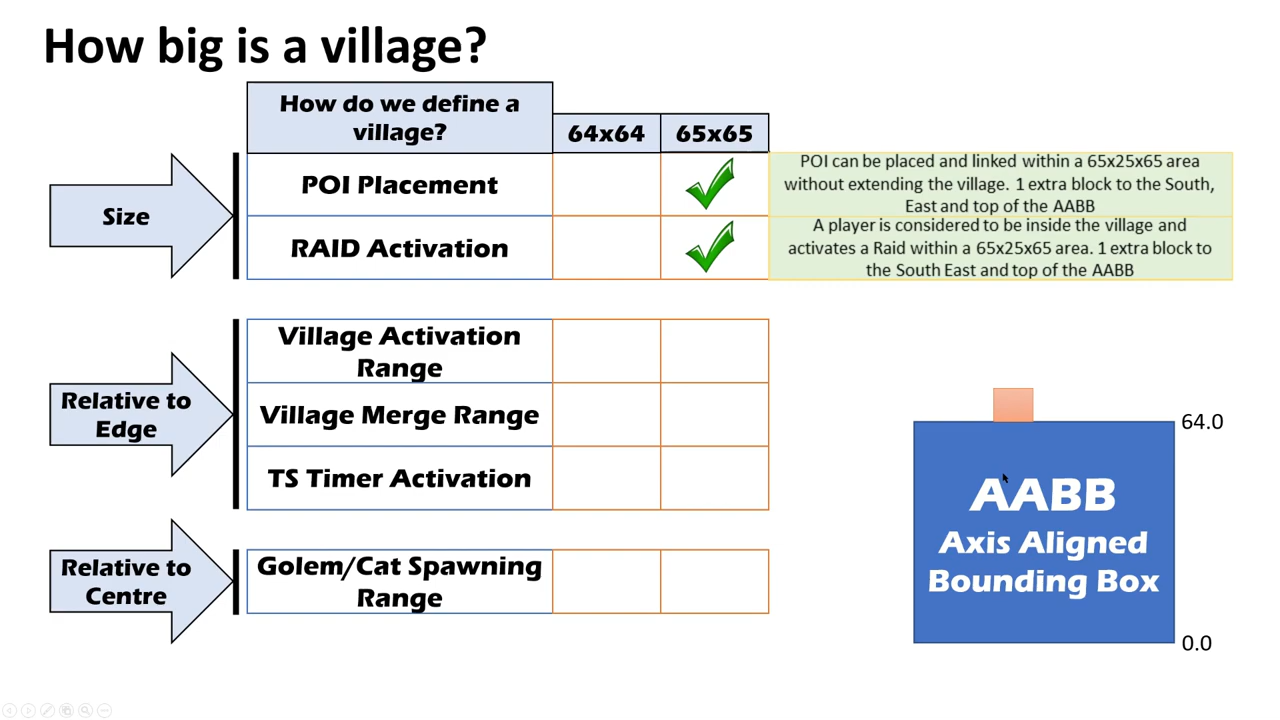 How big is a village?
How do we define a
village?
64x64
65x65
Size
POI Placement
POI can be placed and linked within a 65x25x65 area
without extending the village. 1 extra block to the South,
East and top of the AABB
RAID Activation
A player is considered to be inside the village and
activates a Raid within a 65x25x65 area. 1 extra block to
the South East and top of the AABB
Relative to
Edge
Village Activation
Range
Village Merge Range
TS Timer Activation
Relative to
Centre
Golem/Cat Spawning
Range
64.0
AABB
Axis Aligned
Bounding Box
0.0